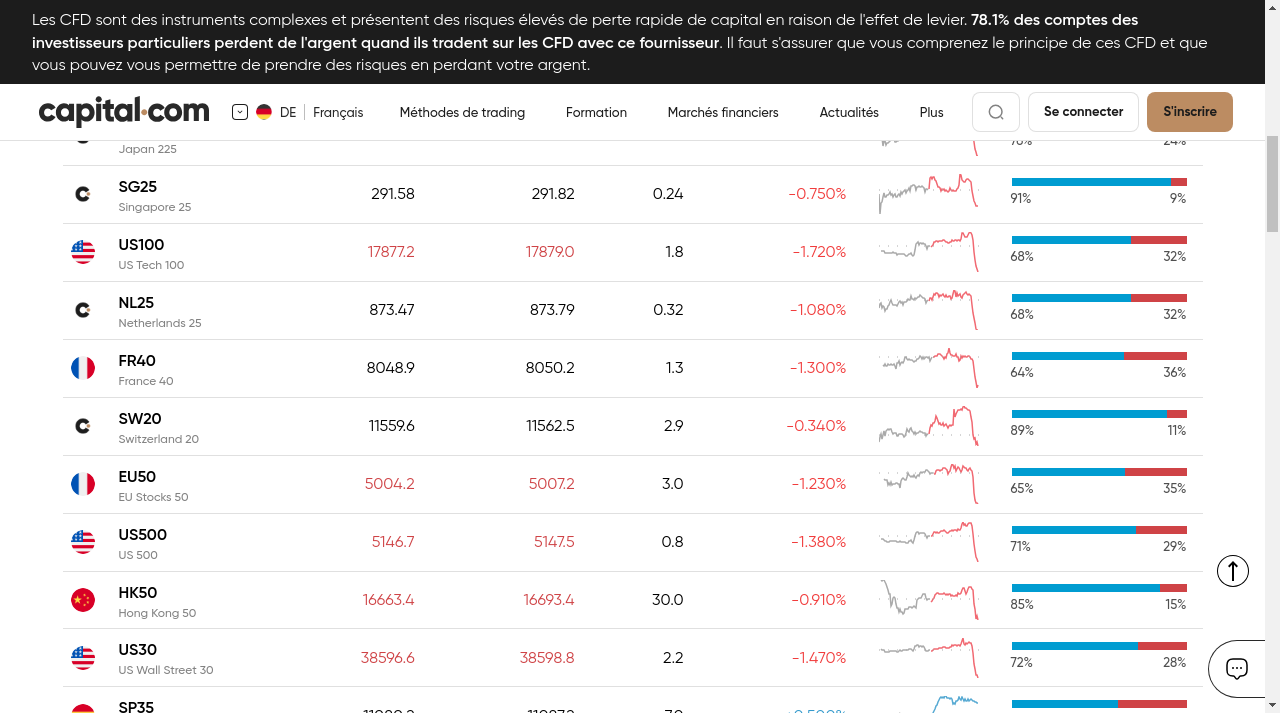 Les CFD sont des instruments complexes et présentent des risques élevés de perte rapide de capital en raison de l'effet de levier. 78.1% des comptes des
investisseurs particuliers perdent de l'argent quand ils tradent sur les CFD avec ce fournisseur. Il faut s'assurer que vous comprenez le principe de ces CFD et que
vous pouvez vous permettre de prendre des risques en perdant votre argent.
capital.com DE Français Méthodes de trading Formation Marchés financiers Actualités Plus Se connecter S'inscrire
Japan 225 24%
SG25 291.58 291.82 0.24 -0.750%
Singapore 25 91% 9%
US100 17877.2 17879.0 1.8 -1.720%
US Tech 100 68% 32%
NL25 873.47 873.79 0.32 -1.080%
Netherlands 25 68% 32%
FR40 8048.9 8050.2 1.3 -1.300%
France 40 64% 36%
SW20 11559.6 11562.5 2.9 -0.340%
Switzerland 20 89% 11%
EU50 5004.2 5007.2 3.0 -1.230%
EU Stocks 50 65% 35%
US500 5146.7 5147.5 0.8 -1.380%
US 500 71% 29%
HK50 16663.4 16693.4 30.0 -0.910%
Hong Kong 50 85% 15%
US30 38596.6 38598.8 2.2 -1.470%
US Wall Street 30 72% 28%
SP35